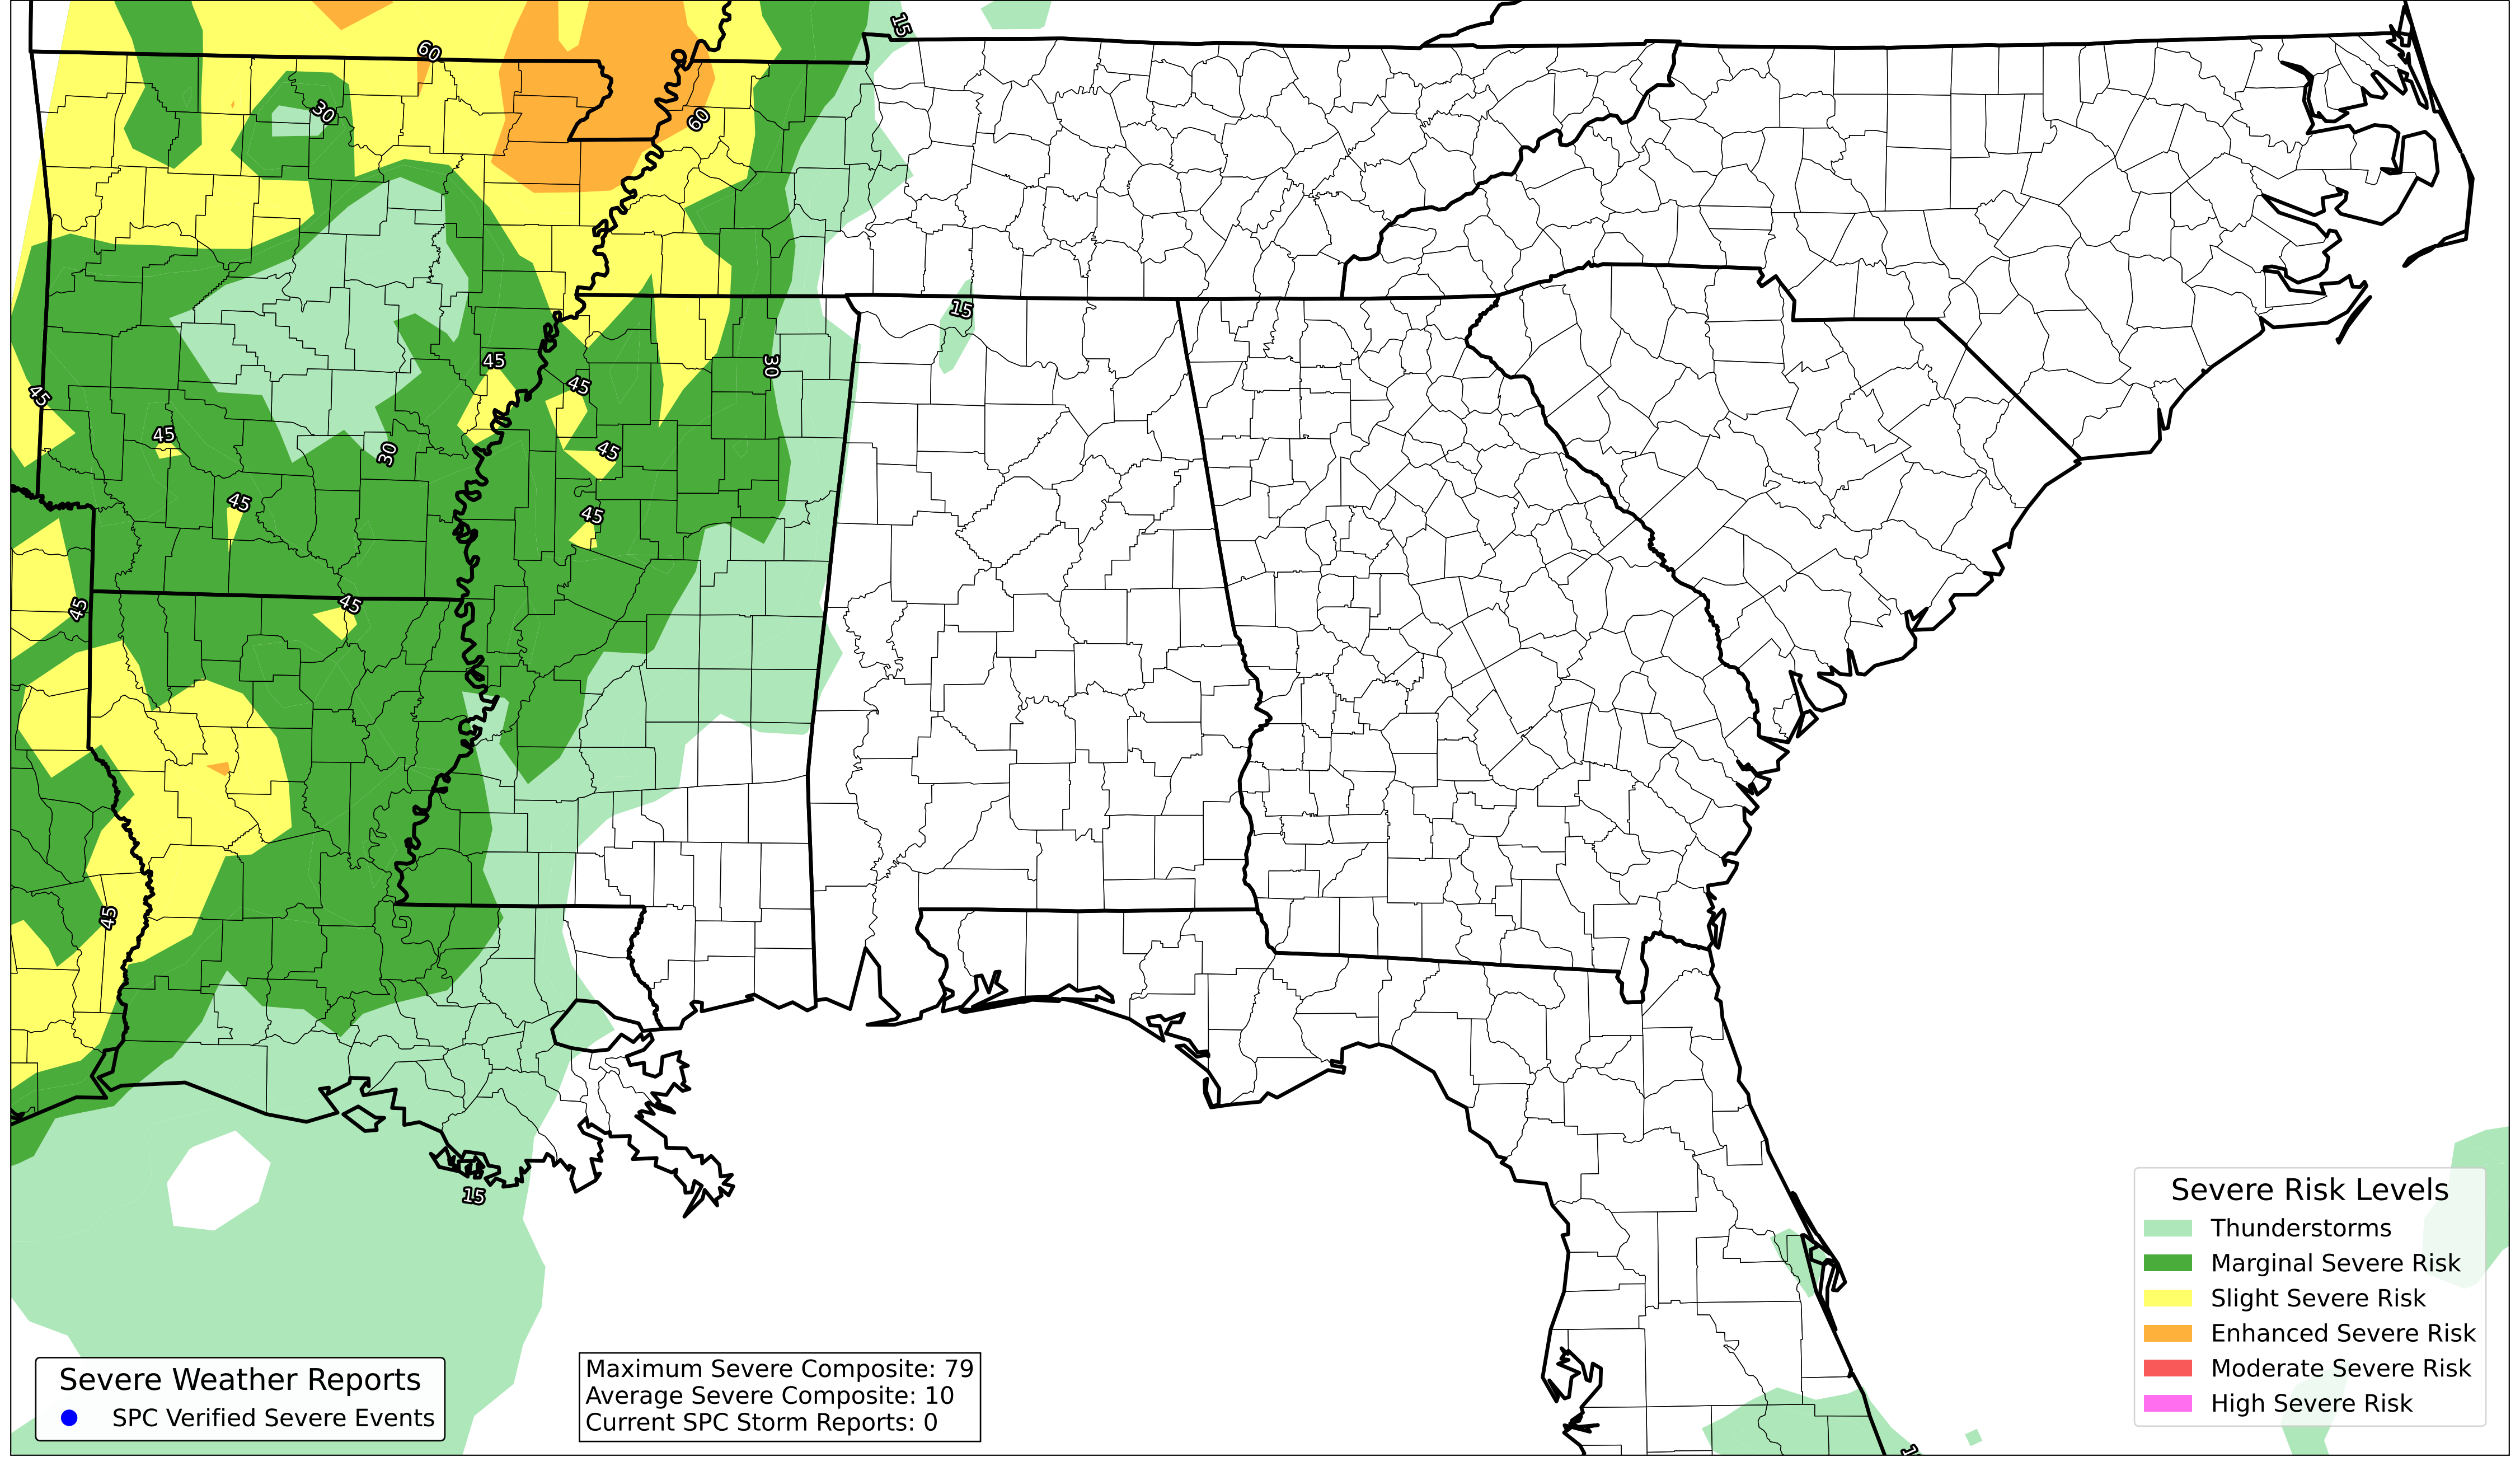 15
60
30
60
15
30
45
45
45
45
45
30
45
45
45
45
45
15
1
Severe Risk Levels
Thunderstorms
Marginal Severe Risk
Slight Severe Risk
Enhanced Severe Risk
Moderate Severe Risk
High Severe Risk
Severe Weather Reports
SPC Verified Severe Events
Maximum Severe Composite: 79
Average Severe Composite: 10
Current SPC Storm Reports: 0